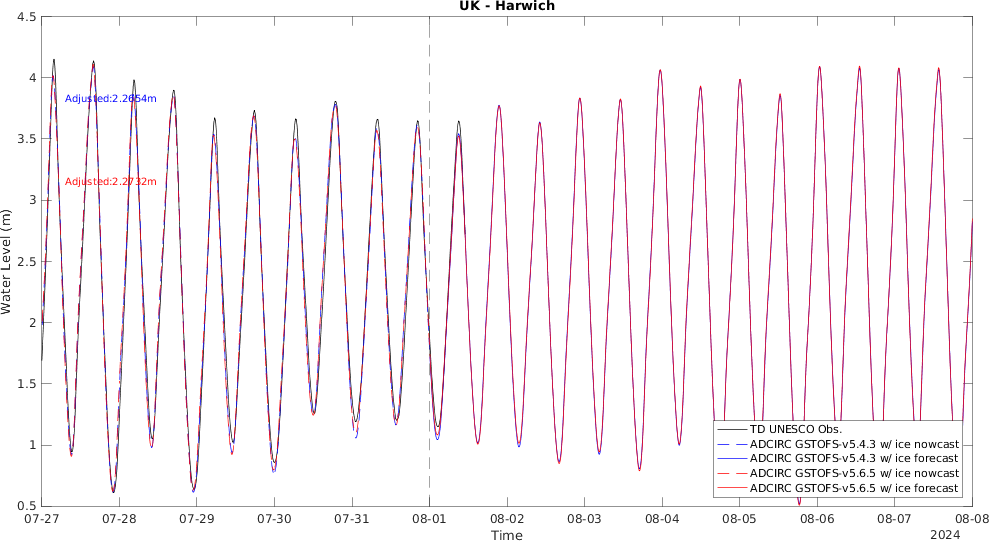 UK - Harwich
4.5
4
3.5
3
2.5
2
1.5
1
0.5
Water Level (m)
Adjusted:2.2654m
Adjusted:2.2732m
TD UNESCO Obs.
ADCIRC GSTOFS-v5.4.3 w/ ice nowcast
ADCIRC GSTOFS-v5.4.3 w/ ice forecast
ADCIRC GSTOFS-v5.6.5 w/ ice nowcast
ADCIRC GSTOFS-v5.6.5 w/ ice forecast
07-27 07-28 07-29 07-30 07-31 08-01 08-02 08-03 08-04 08-05 08-06 08-07 08-08
Time
2024